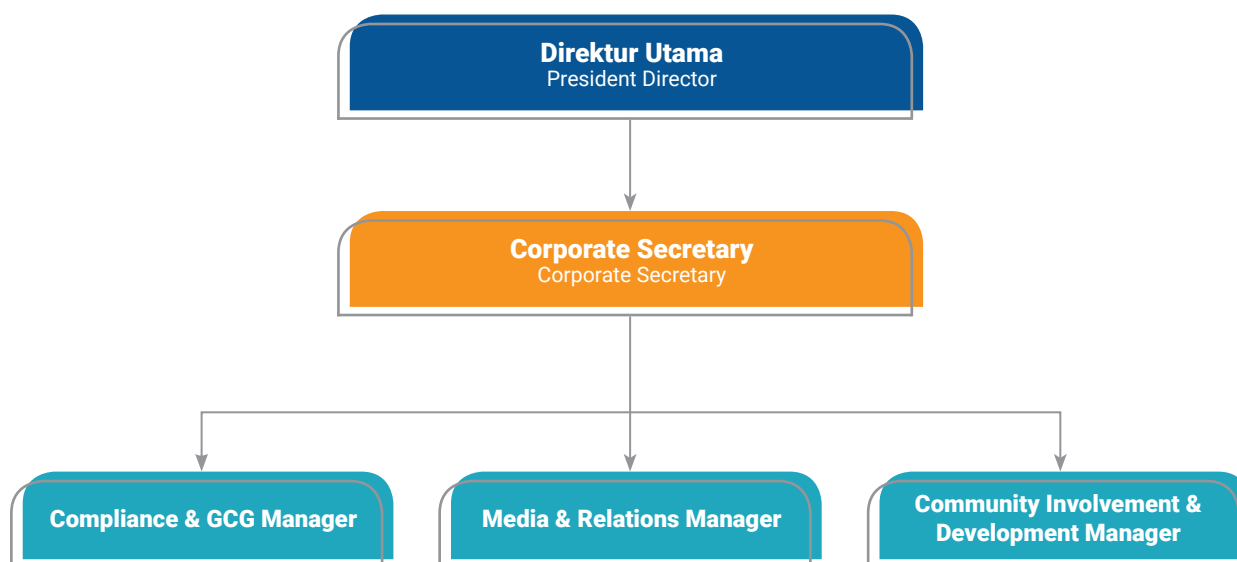 Direktur Utama
President Director
Corporate Secretary
Corporate Secretary
Compliance & GCG Manager
Media & Relations Manager
Community Involvement &
Development Manager